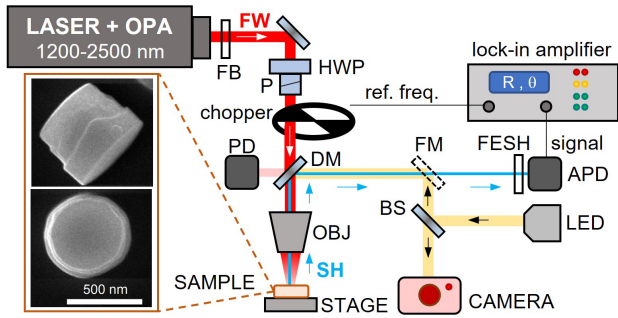 LASER + OPA
1200-2500 nm
FB
FW
HWP
P
chopper
ref. freq.
lock-in amplifier
R , θ
signal
PD
DM
FM
FESH
APD
BS
LED
OBJ
SH
SAMPLE
STAGE
CAMERA
500 nm